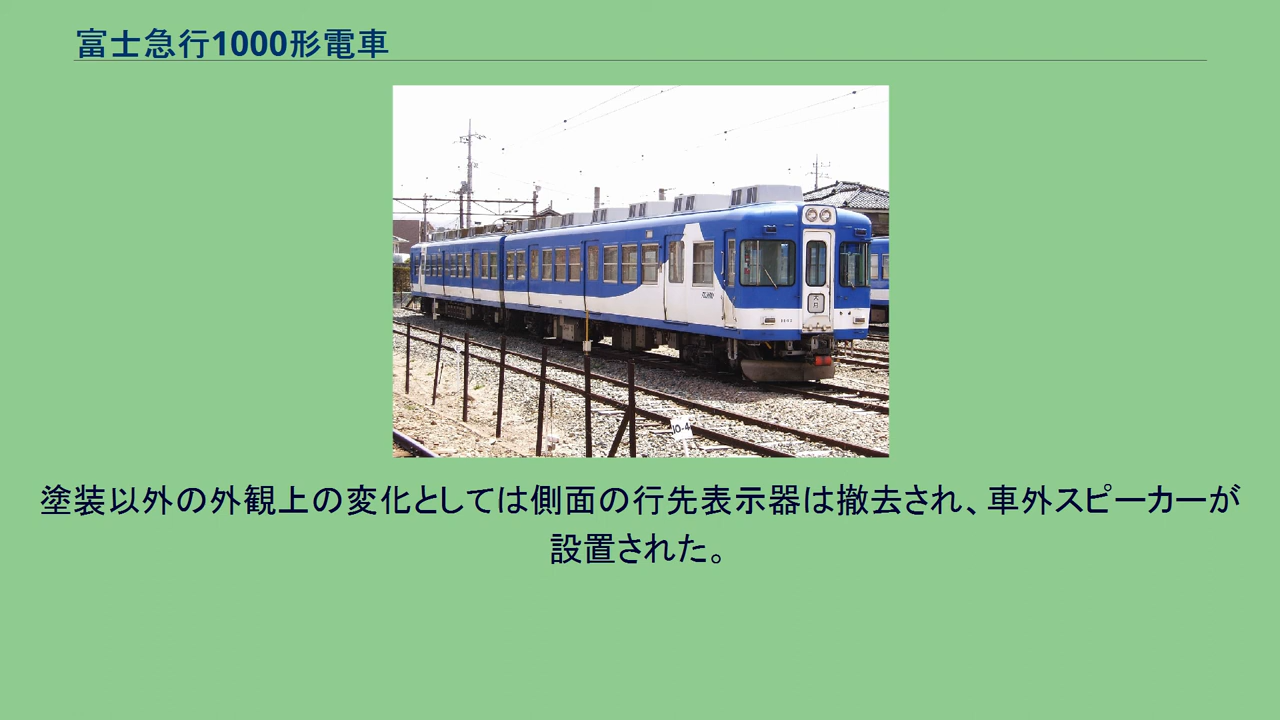 富士急行1000形電車
10-4
塗装以外の外観上の変化としては側面の行先表示器は撤去され、車外スピーカーが
設置された。